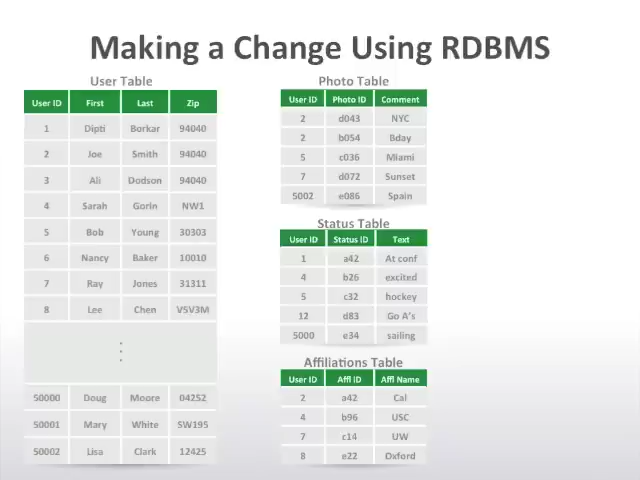 Making a Change Using RDBMS
User Table
User ID First Last Zip
1 Dipti Borkar 94040
2 Joe Smith 94040
3 Ali Dodson 94040
4 Sarah Gorin NW1
5 Bob Young 30303
6 Nancy Baker 10010
7 Ray Jones 31311
8 Lee Chen V5V3M
50000 Doug Moore 04252
50001 Mary White SW195
50002 Lisa Clark 12425
Photo Table
User ID Photo ID Comment
2 d043 NYC
2 b054 Bday
5 c036 Miami
7 d072 Sunset
5002 e086 Spain
Status Table
User ID Status ID Text
1 a42 At conf
4 b26 excited
5 c32 hockey
12 d83 Go A's
5000 e34 sailing
Affiliations Table
User ID Affl ID Affl Name
2 a42 Cal
4 b96 USC
7 c14 UW
8 e22 Oxford